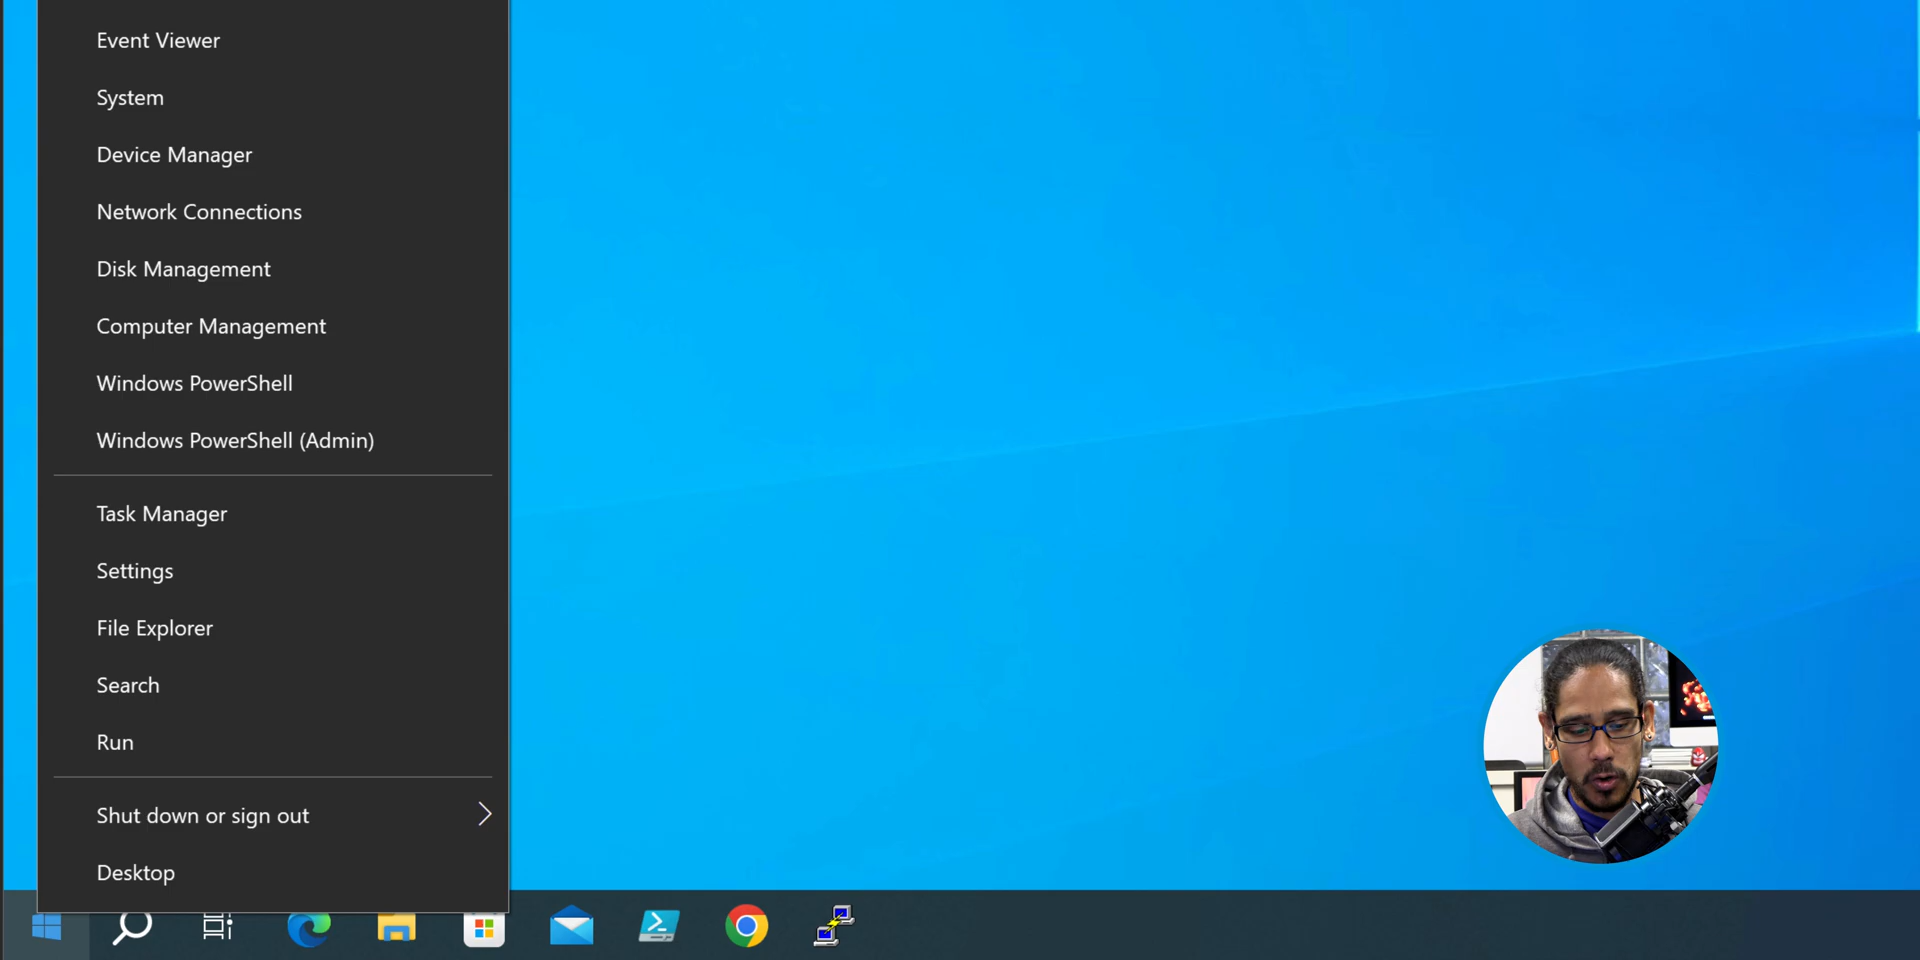 Event Viewer
System
Device Manager
Network Connections
Disk Management
Computer Management
Windows PowerShell
Windows PowerShell (Admin)
Task Manager
Settings
File Explorer
Search
Run
Shut down or sign out
Desktop